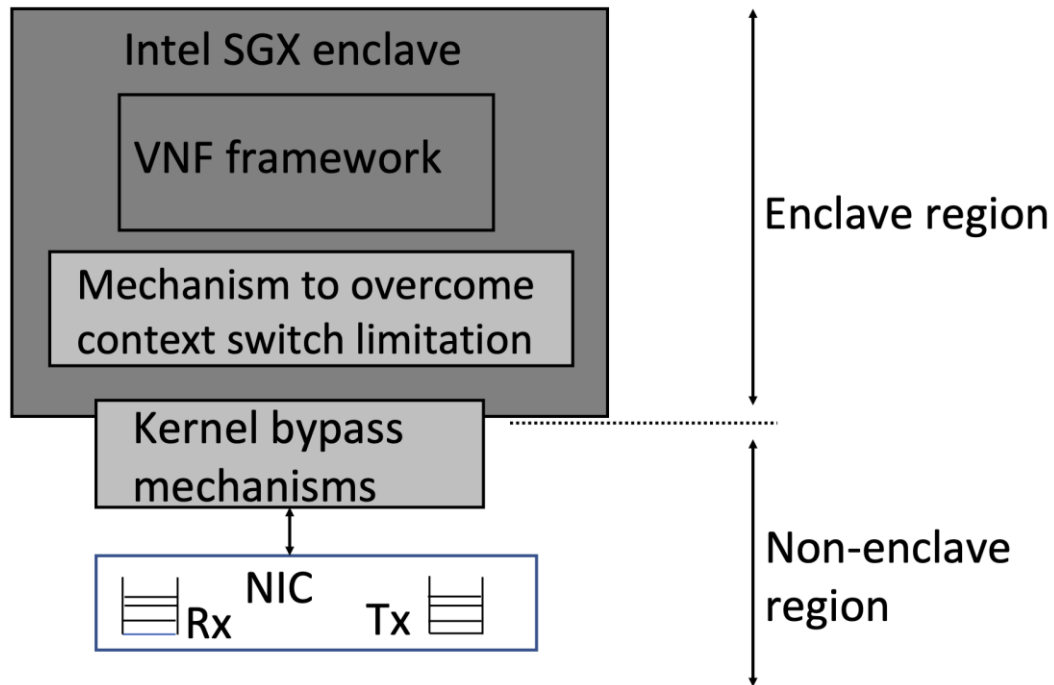 Intel SGX enclave
VNF framework
Mechanism to overcome
context switch limitation
Kernel bypass
mechanisms
NIC
Rx
Tx
Enclave region
Non-enclave
region